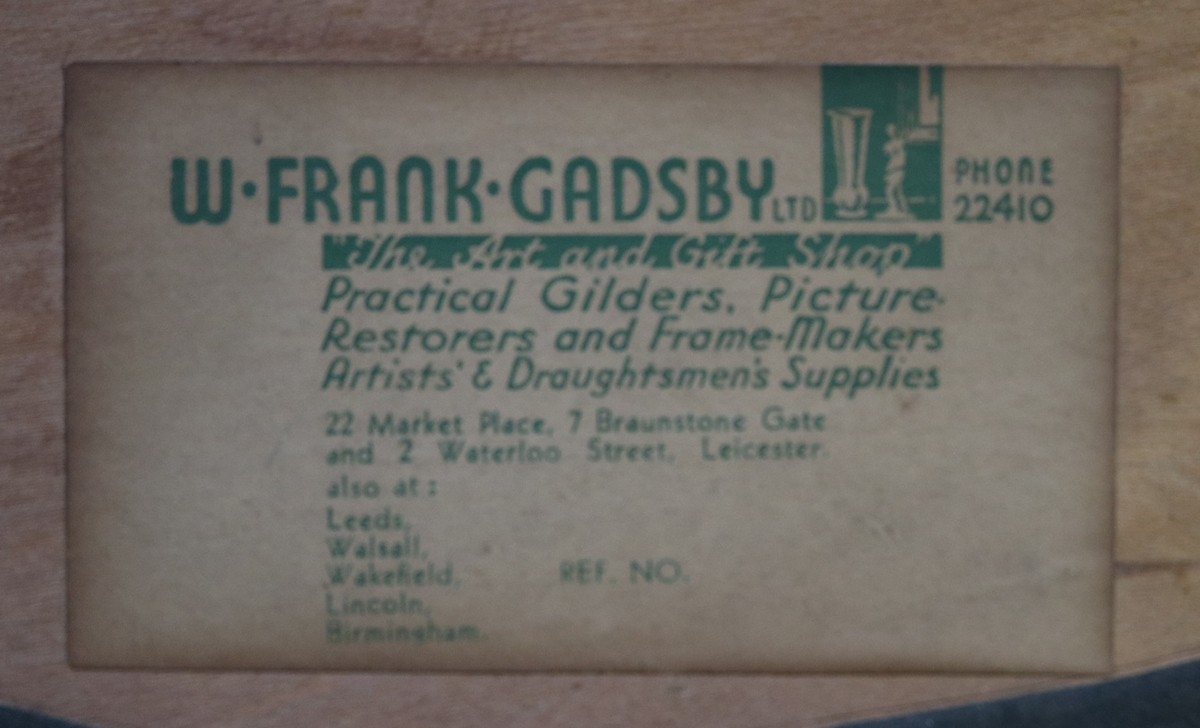 W·FRANK·GADSBY LTD
PHONE
22410
"The Art and Gift Shop"
Practical Gilders, Picture-
Restorers and Frame-Makers
Artists' & Draughtsmen's Supplies
22 Market Place, 7 Braunstone Gate
and 2 Waterloo Street, Leicester.
also at:
Leeds,
Walsall,
Wakefield,
REF. NO.
Lincoln,
Birmingham.